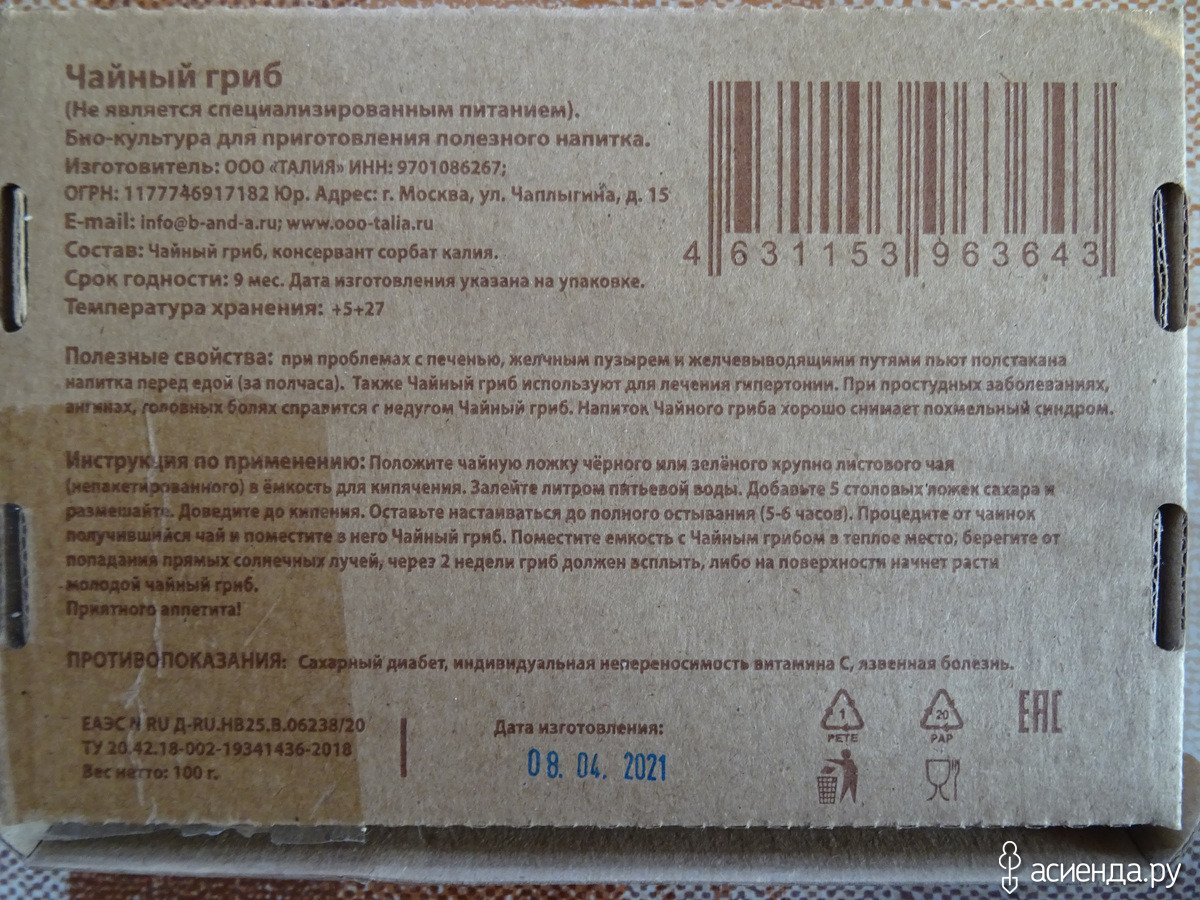 Чайный гриб
(Не является специализированным питанием).
Био-культура для приготовления полезного напитка.
Изготовитель: ООО «ТАЛИЯ» ИНН: 9701086267;
ОГРН: 1177746917182 Юр. Адрес: г. Москва, ул. Чаплыгина, д. 15
E-mail: info@b-and-a.ru; www.ooo-talia.ru
Состав: Чайный гриб, консервант сорбат калия.
Срок годности: 9 мес. Дата изготовления указана на упаковке.
Температура хранения: +5+27
4 631153 963643
Полезные свойства: при проблемах с печенью, желчным пузырем и желчевыводящими путями пьют полстакана
напитка перед едой (за полчаса). Также Чайный гриб используют для лечения гипертонии. При простудных заболеваниях,
ангинах, головных болях справится с недугом Чайный гриб. Напиток Чайного гриба хорошо снимает похмельный синдром.
Инструкция по применению: Положите чайную ложку чёрного или зелёного хрупно листового чая
(непакетированного) в ёмкость для кипячения. Залейте литром питьевой воды. Добавьте 5 столовых ложек сахара и
размешайте. Доведите до кипения. Оставьте настаиваться до полного остывания (5-6 часов). Процедите от чаинок
получившийся чай и поместите в него Чайный гриб. Поместите емкость с Чайным грибом в теплое место, берегите от
попадания прямых солнечных лучей, через 2 недели гриб должен всплыть, либо на поверхности начнет расти
молодой чайный гриб.
Приятного аппетита!
ПРОТИВОПОКАЗАНИЯ: Сахарный диабет, индивидуальная непереносимость витамина С, язвенная болезнь.
ЕАЭС N RU Д-RU.НВ25.В.06238/20
ТУ 20.42.18-002-19341436-2018
Вес нетто: 100 г.
Дата изготовления:
08. 04. 2021
1
PETE
20
PAP
EAC
асиенда.ру